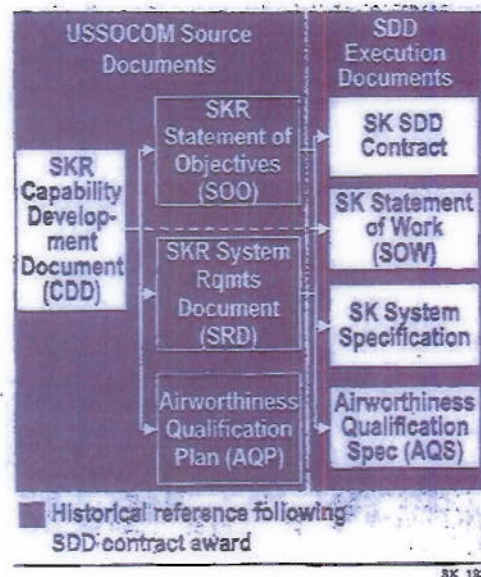 USSOCOM Source
Documents
SDD
Execution
Documents
SKR
Capability
Develop-
ment
Document
(CDD)
SKR
Statement of
Objectives
(SOO)
SKR System
Rqmts
Document
(SRD)
Airworthiness
Qualification
Plan (AQP)
SK SDD
Contract
SK Statement
of Work
(SOW)
SK System
Specification
Airworthiness
Qualification
Spec (AQS)
Historical reference following
SDD contract award